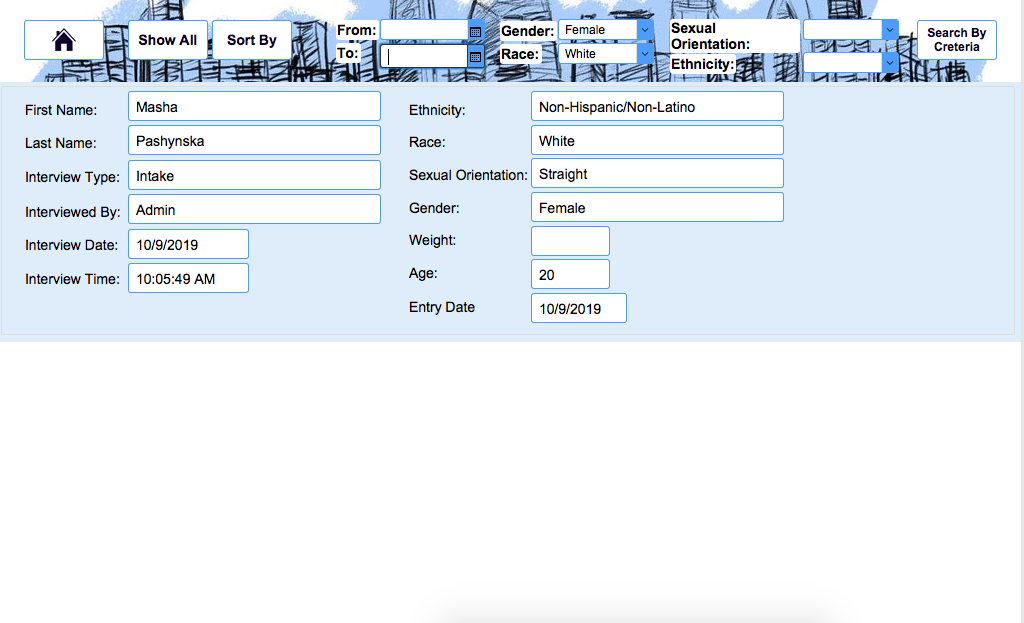 Show All
Sort By
From:
To:
Gender: Female
Race: White
Sexual
Orientation:
Ethnicity:
Search By
Creteria
First Name: Masha
Last Name: Pashynska
Interview Type: Intake
Interviewed By: Admin
Interview Date: 10/9/2019
Interview Time: 10:05:49 AM
Ethnicity: Non-Hispanic/Non-Latino
Race: White
Sexual Orientation: Straight
Gender: Female
Weight:
Age: 20
Entry Date 10/9/2019